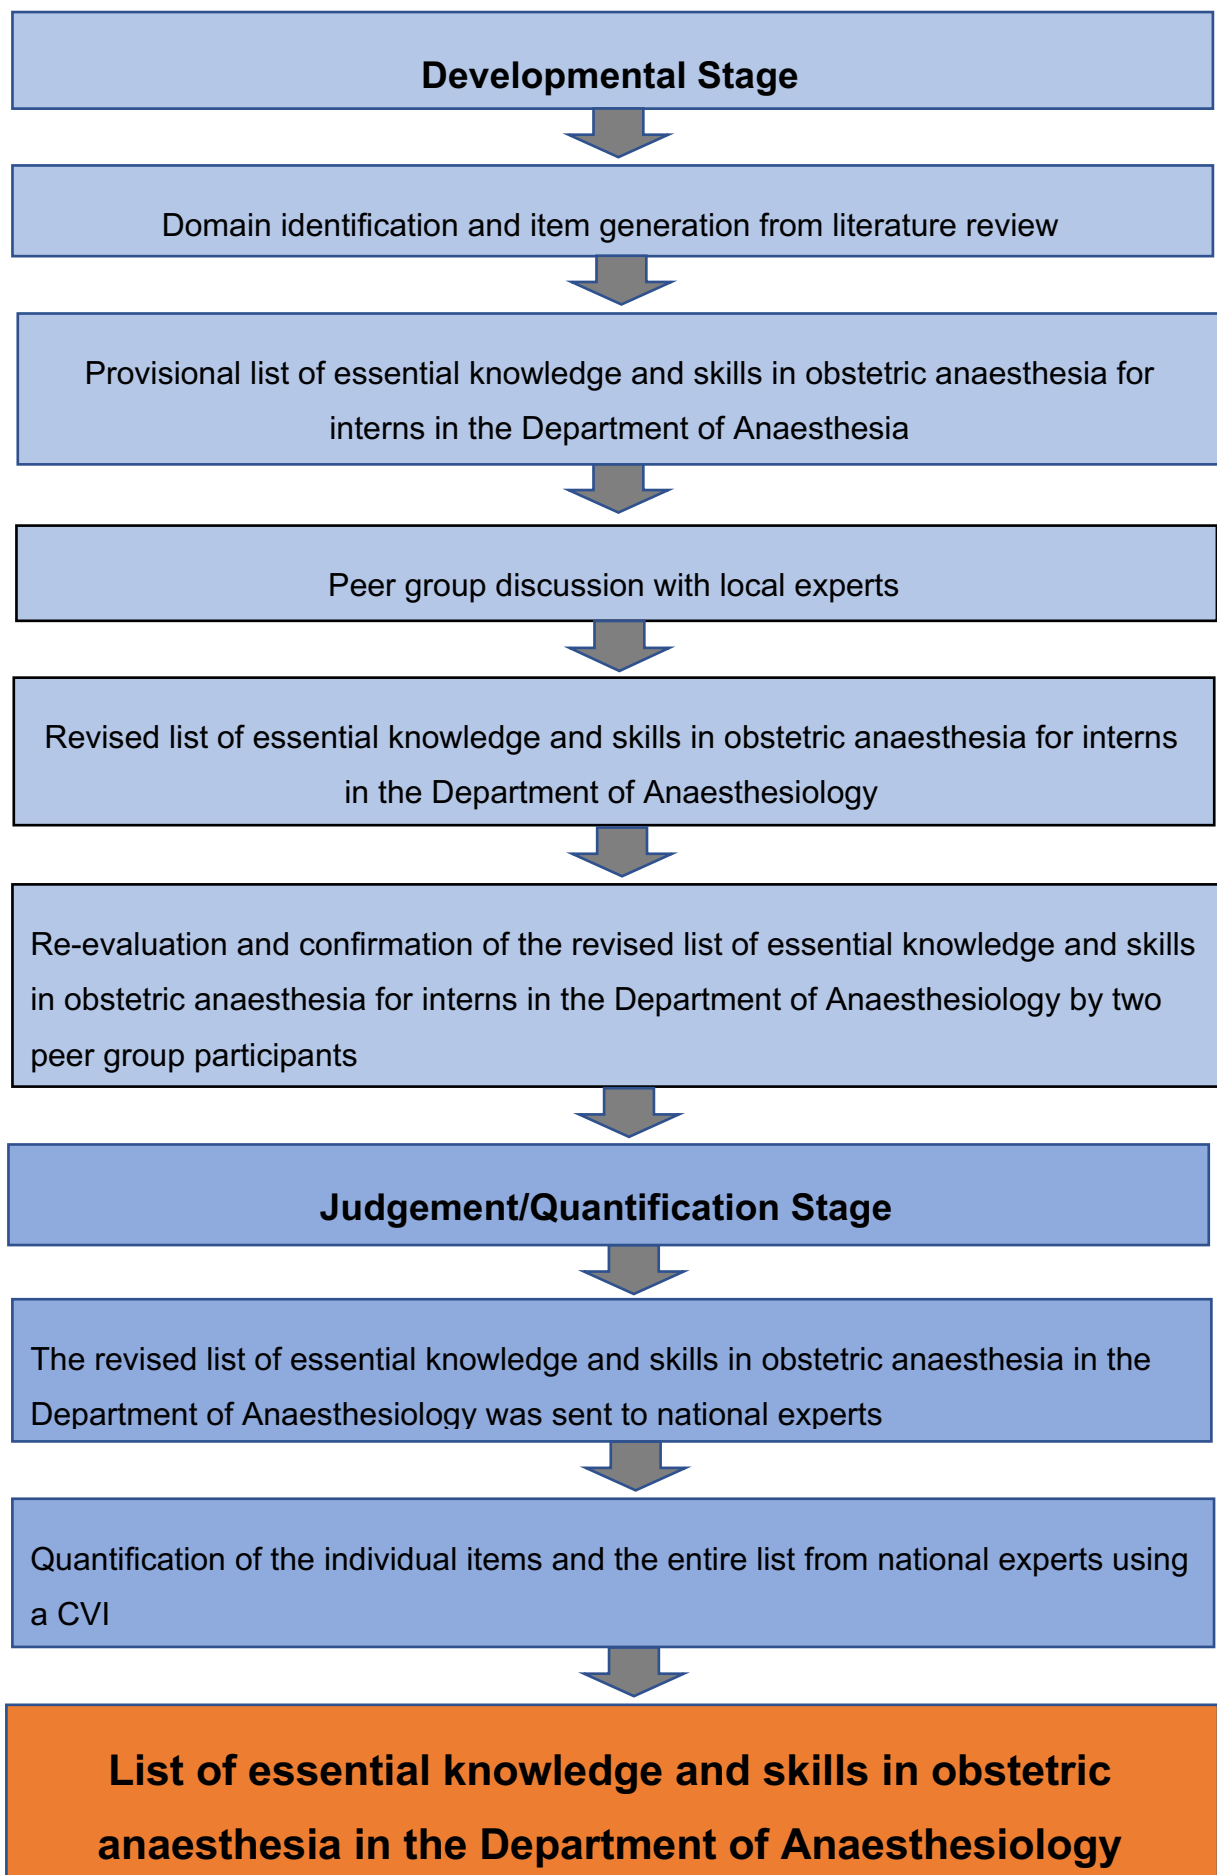 Developmental Stage
Domain identification and item generation from literature review
Provisional list of essential knowledge and skills in obstetric anaesthesia for
interns in the Department of Anaesthesia
Peer group discussion with local experts
Revised list of essential knowledge and skills in obstetric anaesthesia for interns
in the Department of Anaesthesiology
Re-evaluation and confirmation of the revised list of essential knowledge and skills
in obstetric anaesthesia for interns in the Department of Anaesthesiology by two
peer group participants
Judgement/Quantification Stage
The revised list of essential knowledge and skills in obstetric anaesthesia in the
Department of Anaesthesiology was sent to national experts
Quantification of the individual items and the entire list from national experts using
a CVI
List of essential knowledge and skills in obstetric
anaesthesia in the Department of Anaesthesiology